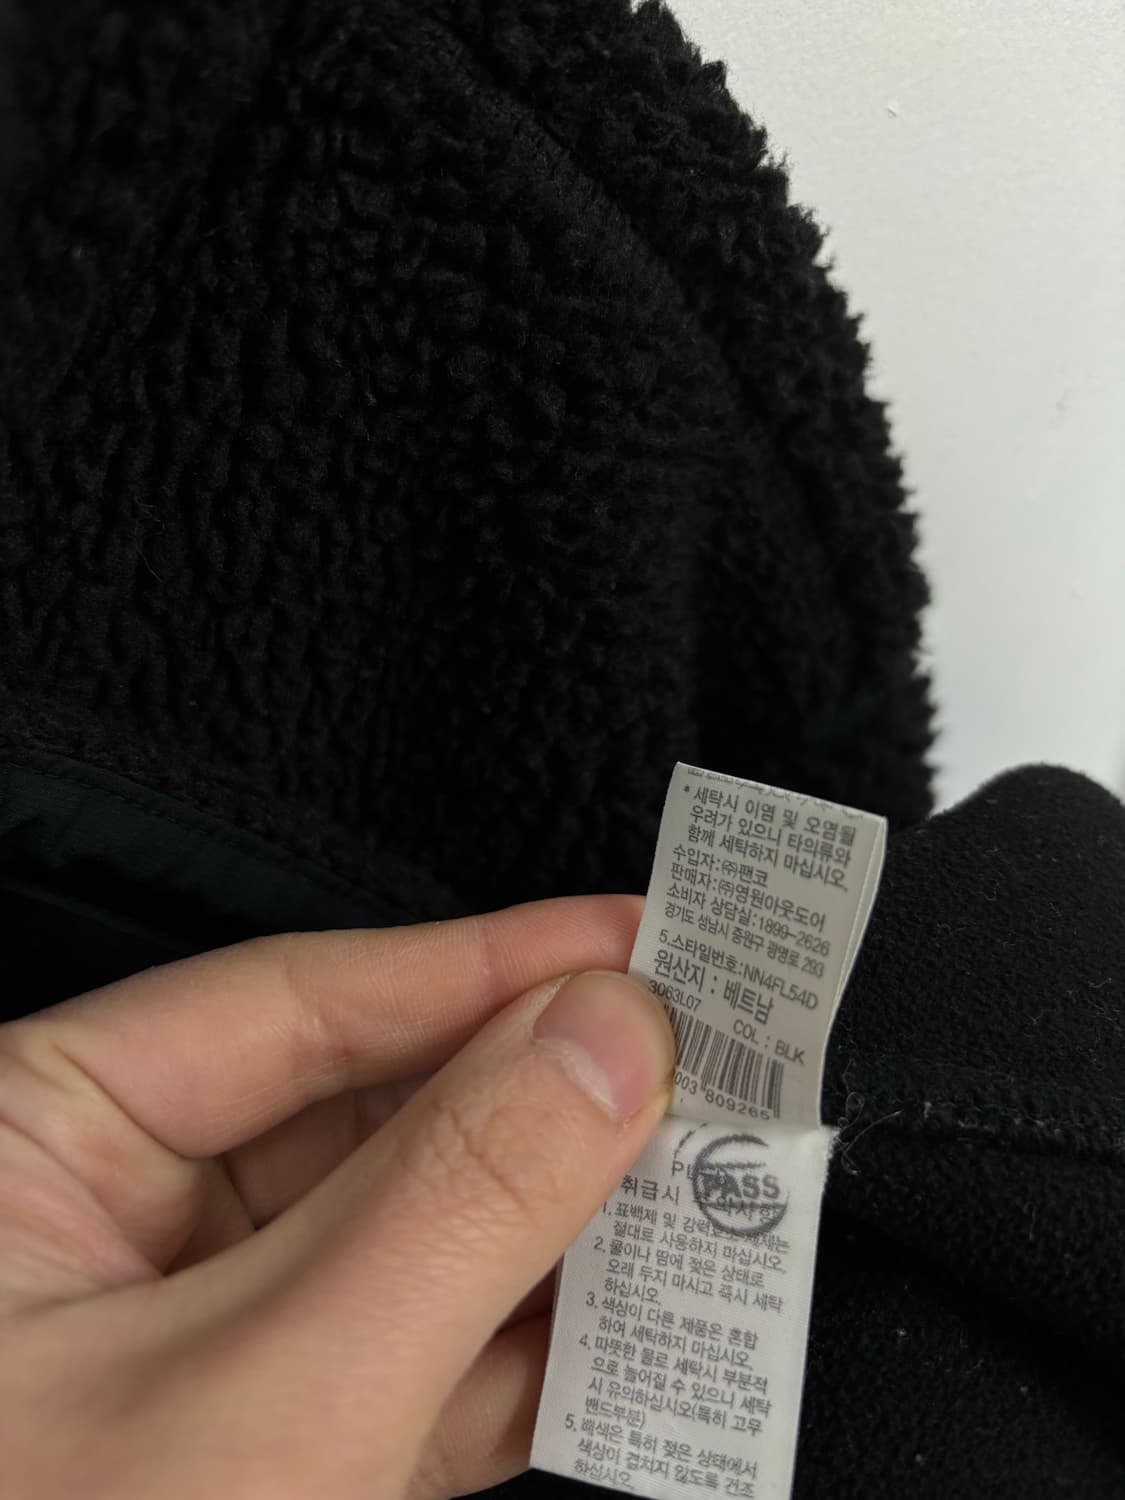 * 세탁시 이염 및 오염될
우려가 있으니 타의류와
함께 세탁하지 마십시오.
수입자:㈜팬코
판매자:㈜영원아웃도어
소비자 상담실:1899-2626
경기도 성남시 중원구 광명로 293
5.스타일번호:NN4FL54D
원산지 : 베트남
3063L07
COL : BLK
003 809265
PASS
취급시
1. 표백제 및
절대로 사용하지 마십시오.
2. 물이나 땀에 젖은 상태로
오래 두지 마시고 즉시 세탁
하십시오.
3. 색상이 다른 제품은 혼합
하여 세탁하지 마십시오.
4. 따뜻한 물로 세탁시 부분적
으로 늘어질 수 있으니 세탁
시 유의하십시오(특히 고무
밴드부분)
5. 배색은 특히 젖은 상태에서
색상이 겹치지 않도록 건조
하십시오.